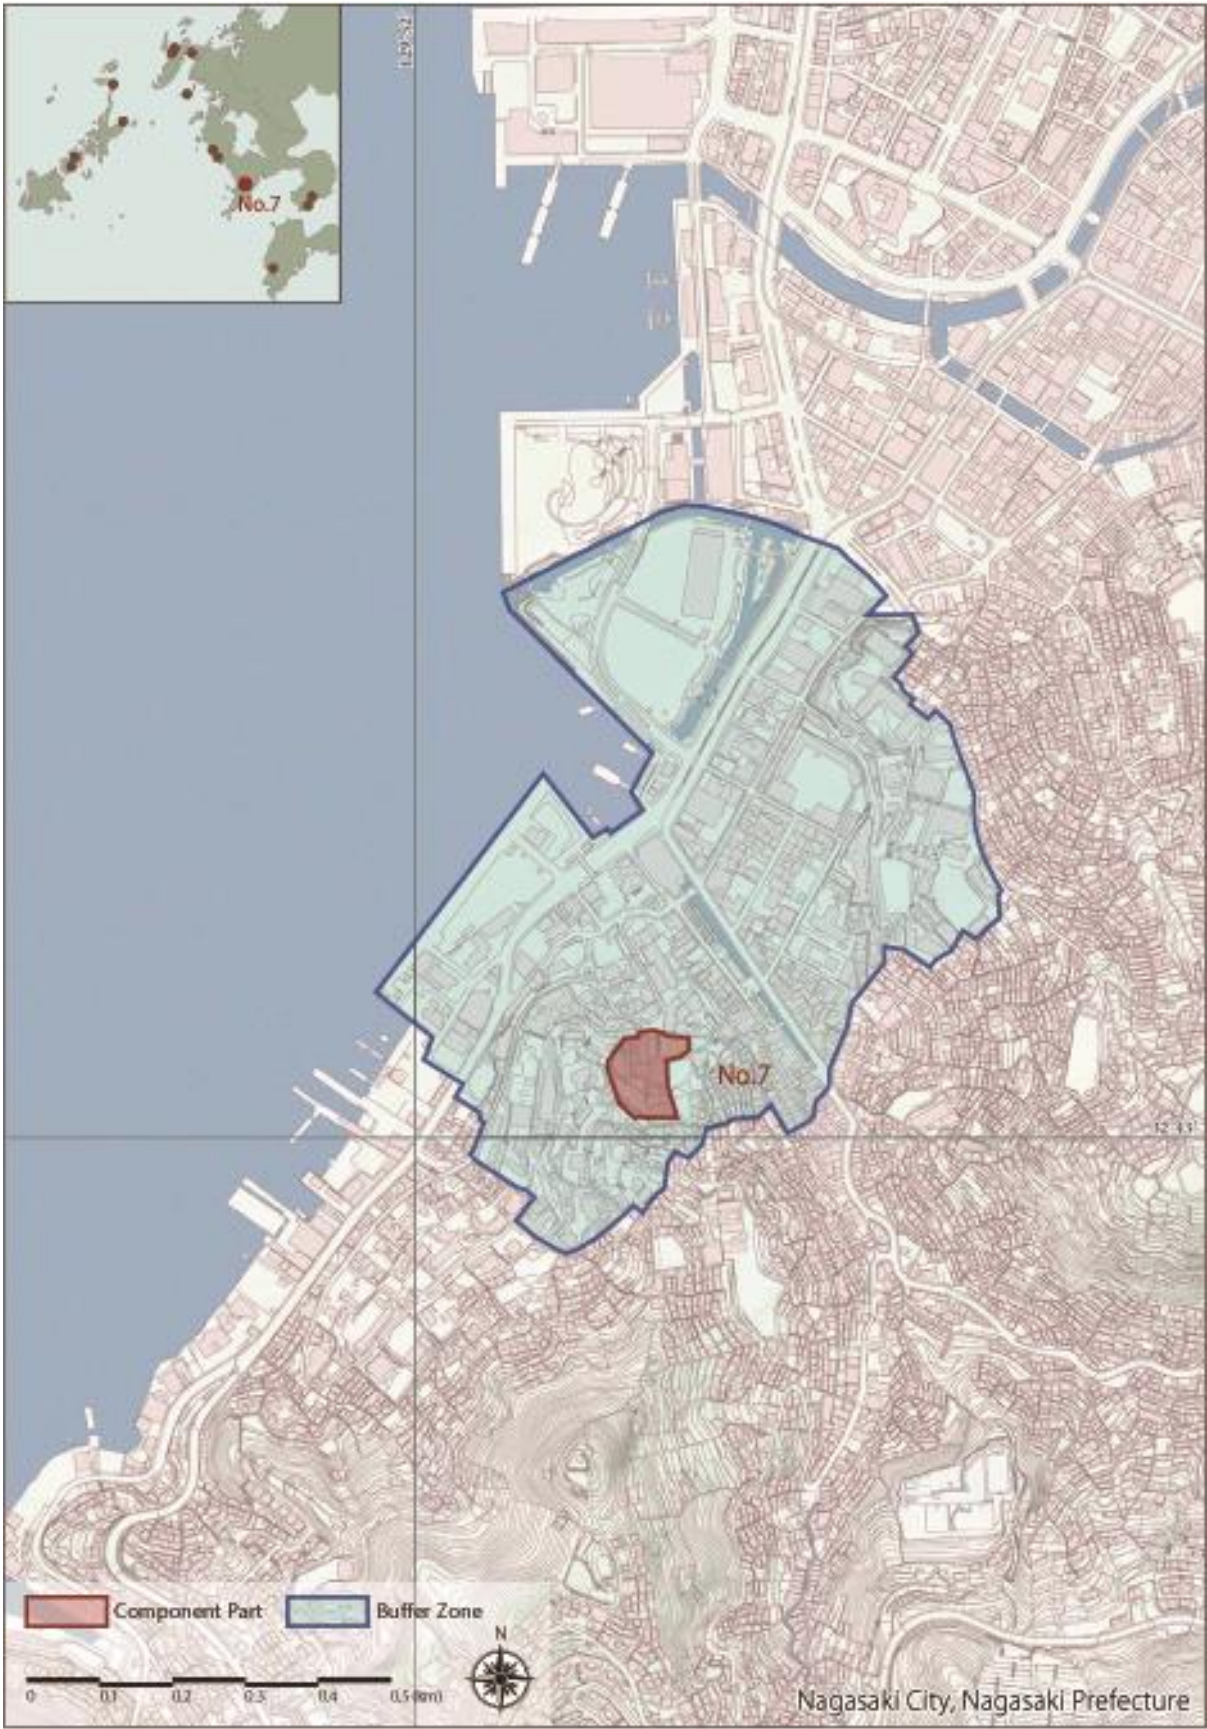 No.7
No.7
Component Part
Buffer Zone
N
0 0.1 0.2 0.3 0.4 0.5 (km)
Nagasaki City, Nagasaki Prefecture